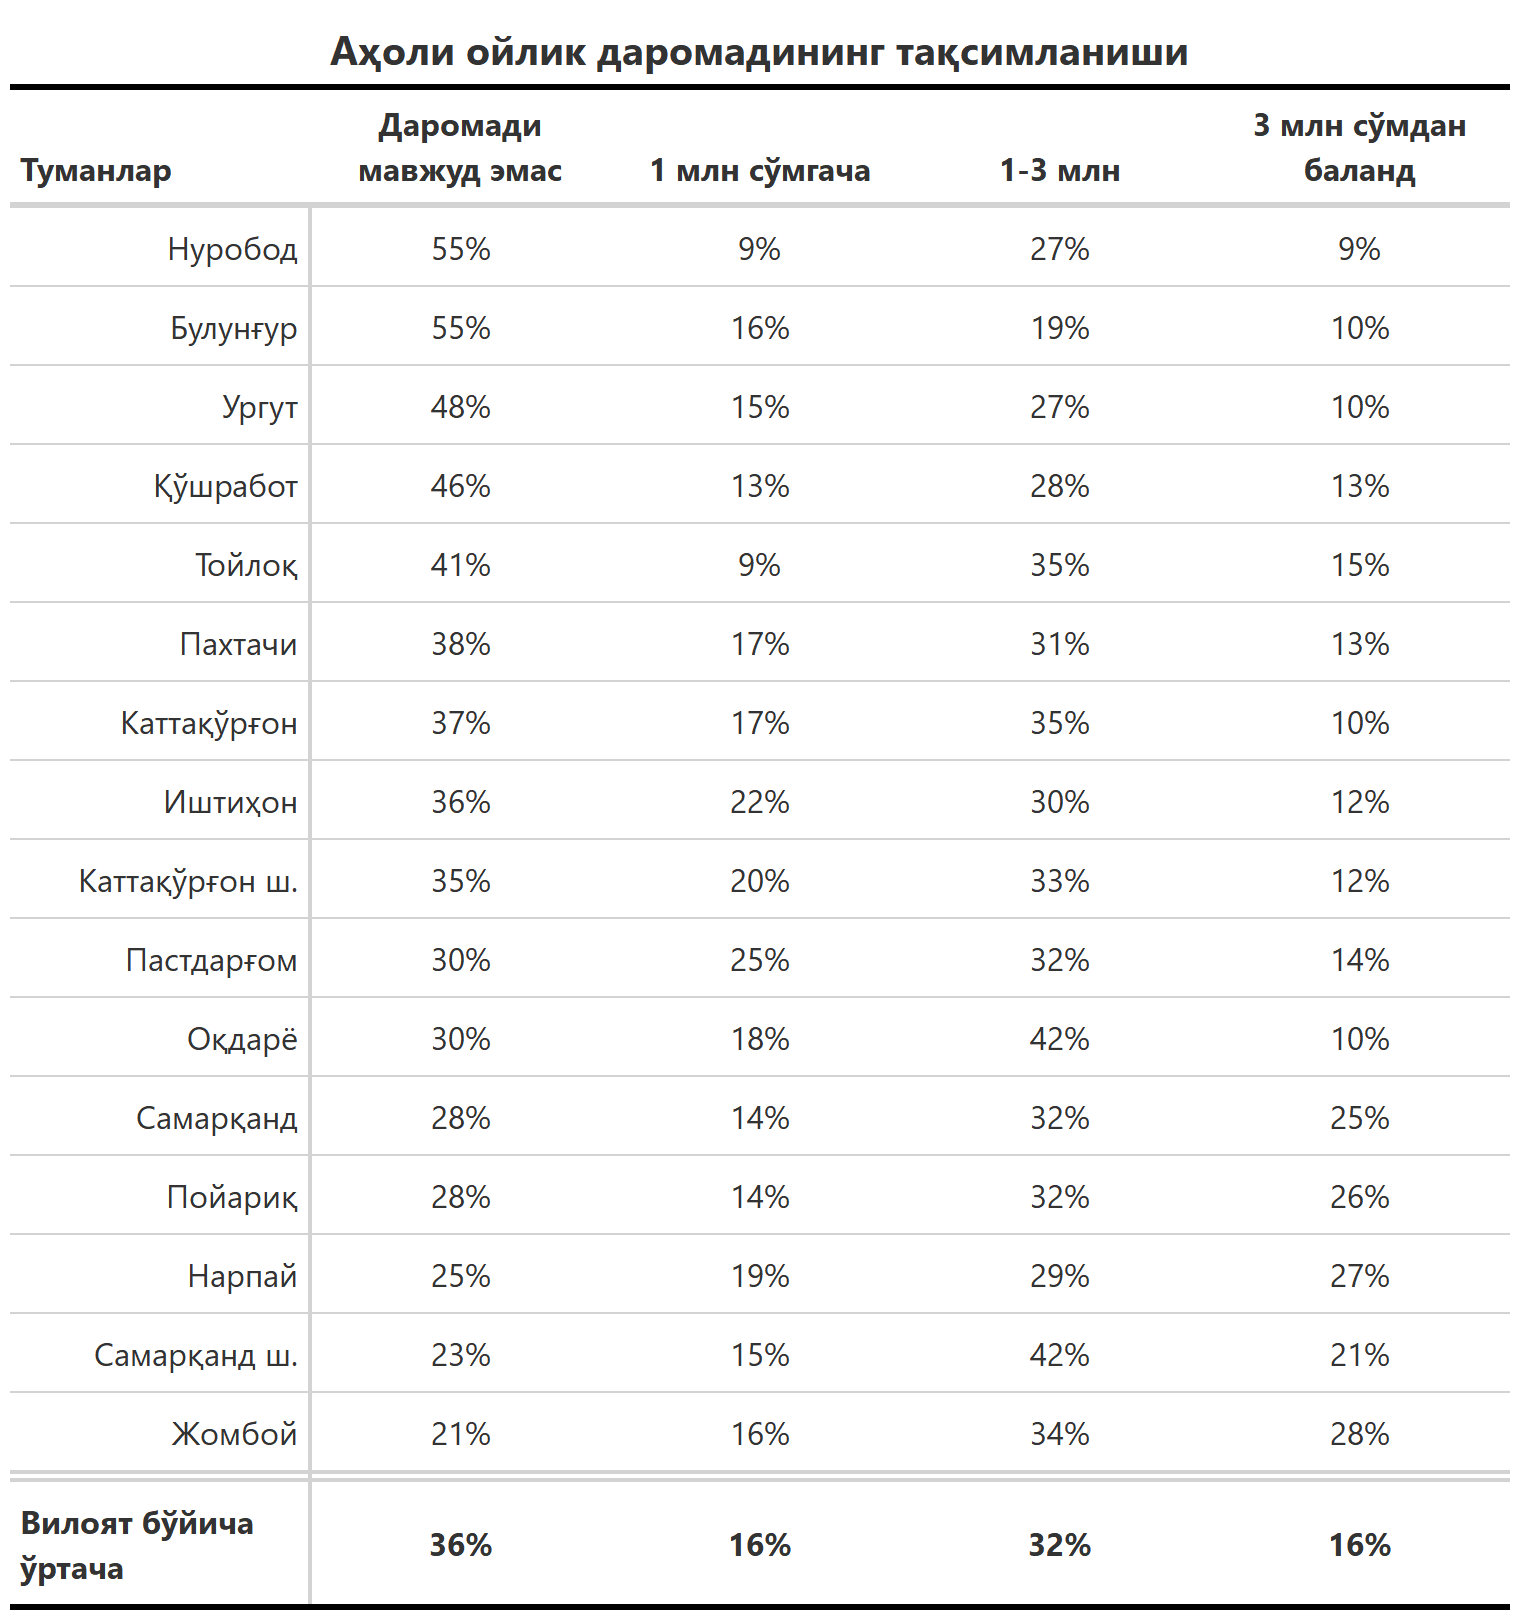 Аҳоли ойлик даромадининг тақсимланиши
Туманлар Даромади мавжуд эмас 1 млн сўмгача 1-3 млн 3 млн сўмдан баланд
Нуробод 55% 9% 27% 9%
Булунғур 55% 16% 19% 10%
Ургут 48% 15% 27% 10%
Қўшработ 46% 13% 28% 13%
Тойлоқ 41% 9% 35% 15%
Пахтачи 38% 17% 31% 13%
Каттақўрғон 37% 17% 35% 10%
Иштиҳон 36% 22% 30% 12%
Каттақўрғон ш. 35% 20% 33% 12%
Пастдарғом 30% 25% 32% 14%
Оқдарё 30% 18% 42% 10%
Самарқанд 28% 14% 32% 25%
Пойариқ 28% 14% 32% 26%
Нарпай 25% 19% 29% 27%
Самарқанд ш. 23% 15% 42% 21%
Жомбой 21% 16% 34% 28%
Вилоят бўйича ўртача 36% 16% 32% 16%